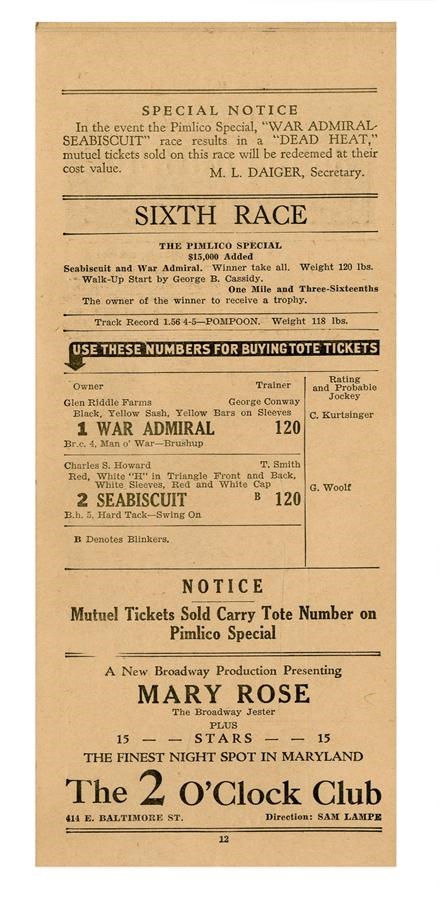 SPECIAL NOTICE
In the event the Pimlico Special, "WAR ADMIRAL-
SEABISCUIT" race results in a "DEAD HEAT,"
mutuel tickets sold on this race will be redeemed at their
cost value. M. L. DAIGER, Secretary.
SIXTH RACE
THE PIMLICO SPECIAL
$15,000 Added
Seabiscuit and War Admiral. Winner take all. Weight 120 lbs.
Walk-Up Start by George B. Cassidy.
One Mile and Three-Sixteenths
The owner of the winner to receive a trophy.
Track Record 1.56 4-5—POMPOON. Weight 118 lbs.
USE THESE NUMBERS FOR BUYING TOTE TICKETS
Owner Trainer
Rating
and Probable
Jockey
Glen Riddle Farms George Conway
Black, Yellow Sash, Yellow Bars on Sleeves
C. Kurtsinger
1 WAR ADMIRAL 120
Br.c. 4, Man o' War—Brushup
Charles S. Howard T. Smith
Red, White "H" in Triangle Front and Back,
White Sleeves, Red and White Cap
G. Woolf
2 SEABISCUIT B 120
B.h. 5, Hard Tack—Swing On
B Denotes Blinkers.
NOTICE
Mutuel Tickets Sold Carry Tote Number on
Pimlico Special
A New Broadway Production Presenting
MARY ROSE
The Broadway Jester
PLUS
15 — — STARS — — 15
THE FINEST NIGHT SPOT IN MARYLAND
The 2 O'Clock Club
414 E. BALTIMORE ST. Direction: SAM LAMPE
12